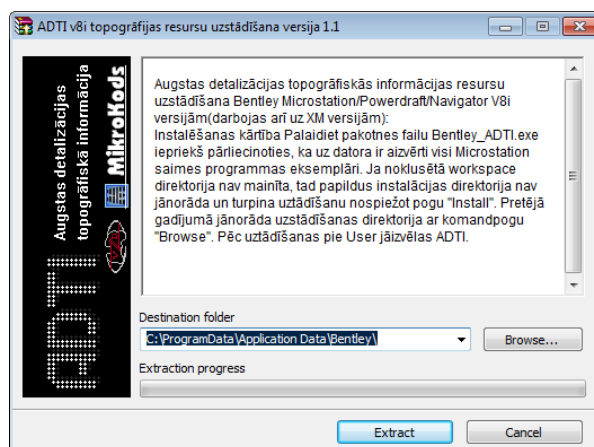 ADTI v8i topogrāfijas resursu uzstādīšana versija 1.1
Augstas detalizācijas
topogrāfiskā informācija
MikroKods
ADTI
Augstas detalizācijas topogrāfiskās informācijas resursu
uzstādīšana Bentley Microstation/Powerdraft/Navigator V8i
versijām(darbojas arī uz XM versijām):
Instalēšanas kārtība Palaidiet pakotnes failu Bentley_ADTI.exe
iepriekš pārliecinoties, ka uz datora ir aizvērti visi Microstation
saimes programmas eksemplāri. Ja noklusētā workspace
direktorija nav mainīta, tad papildus instalācijas direktorija nav
jānorāda un turpina uztādīšanu nospiežot pogu "Install". Pretējā
gadījumā jānorāda uzstādīšanas direktorija ar komandpogu
"Browse". Pēc uztādīšanas pie User jāizvēlas ADTI.
Destination folder
C:\ProgramData\Application Data\Bentley\
Browse...
Extraction progress
Extract
Cancel